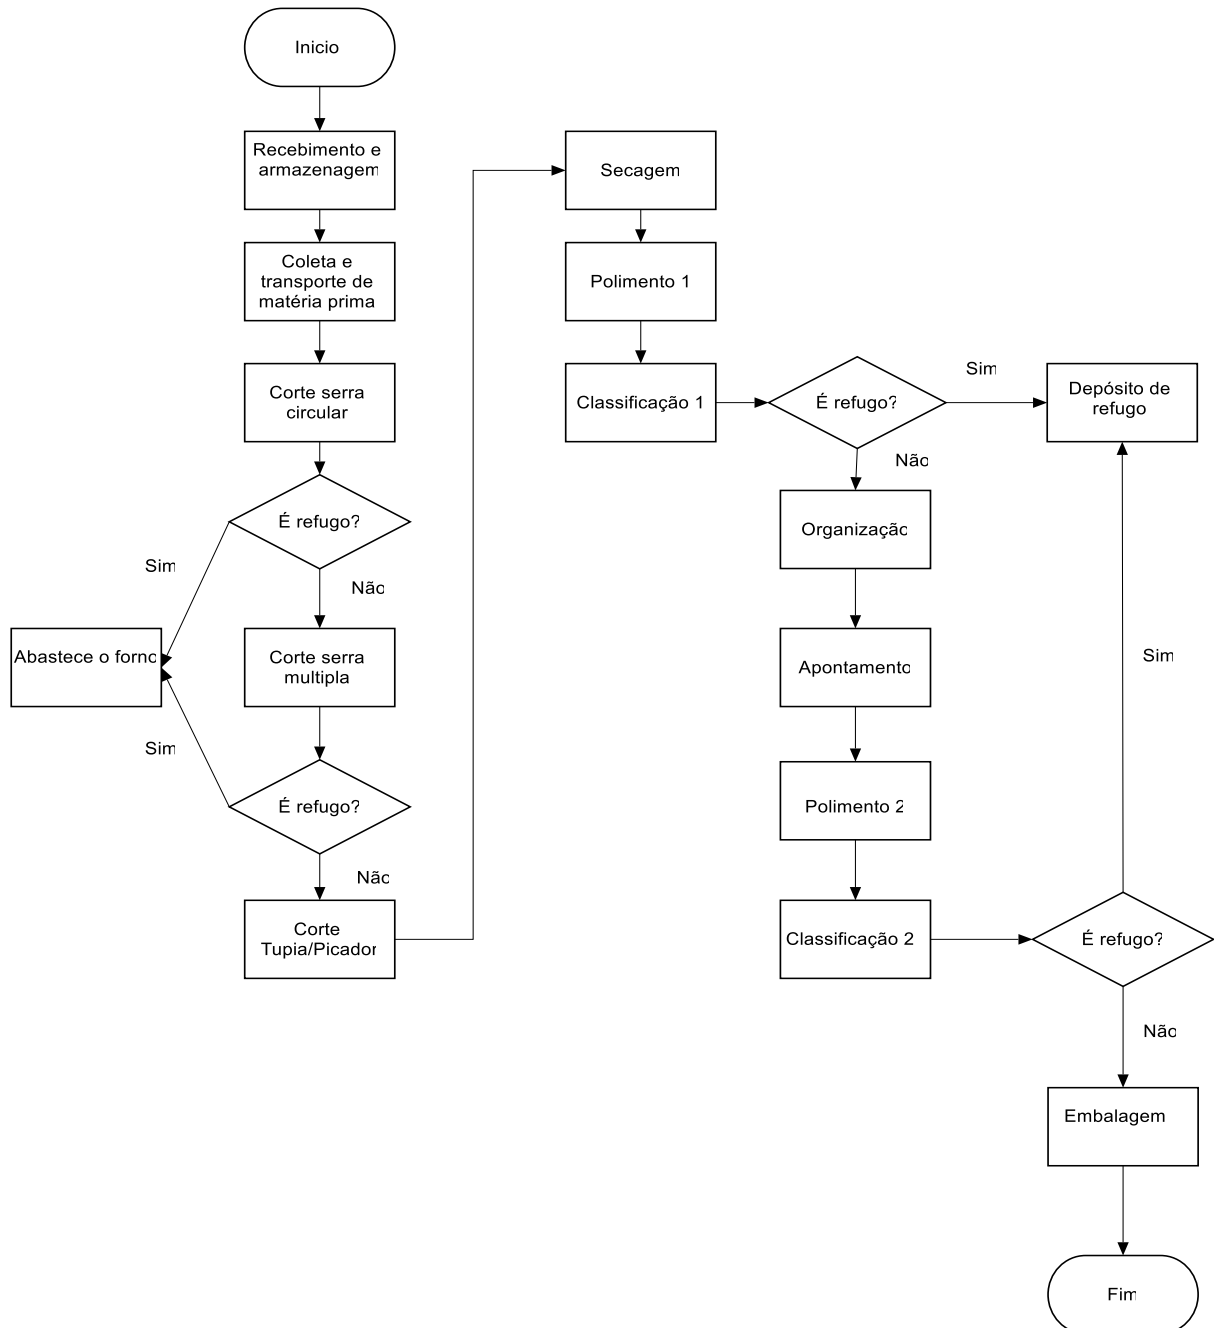 Inicio
Recebimento e
armazenagem
Coleta e
transporte de
matéria prima
Corte serra
circular
É refugo?
Sim
Não
Abastece o forno
Corte serra
multipla
Sim
É refugo?
Não
Corte
Tupia/Picador
Secagem
Polimento 1
Classificação 1
É refugo?
Sim
Depósito de
refugo
Não
Organização
Apontamento
Sim
Polimento 2
Classificação 2
É refugo?
Não
Embalagem
Fim